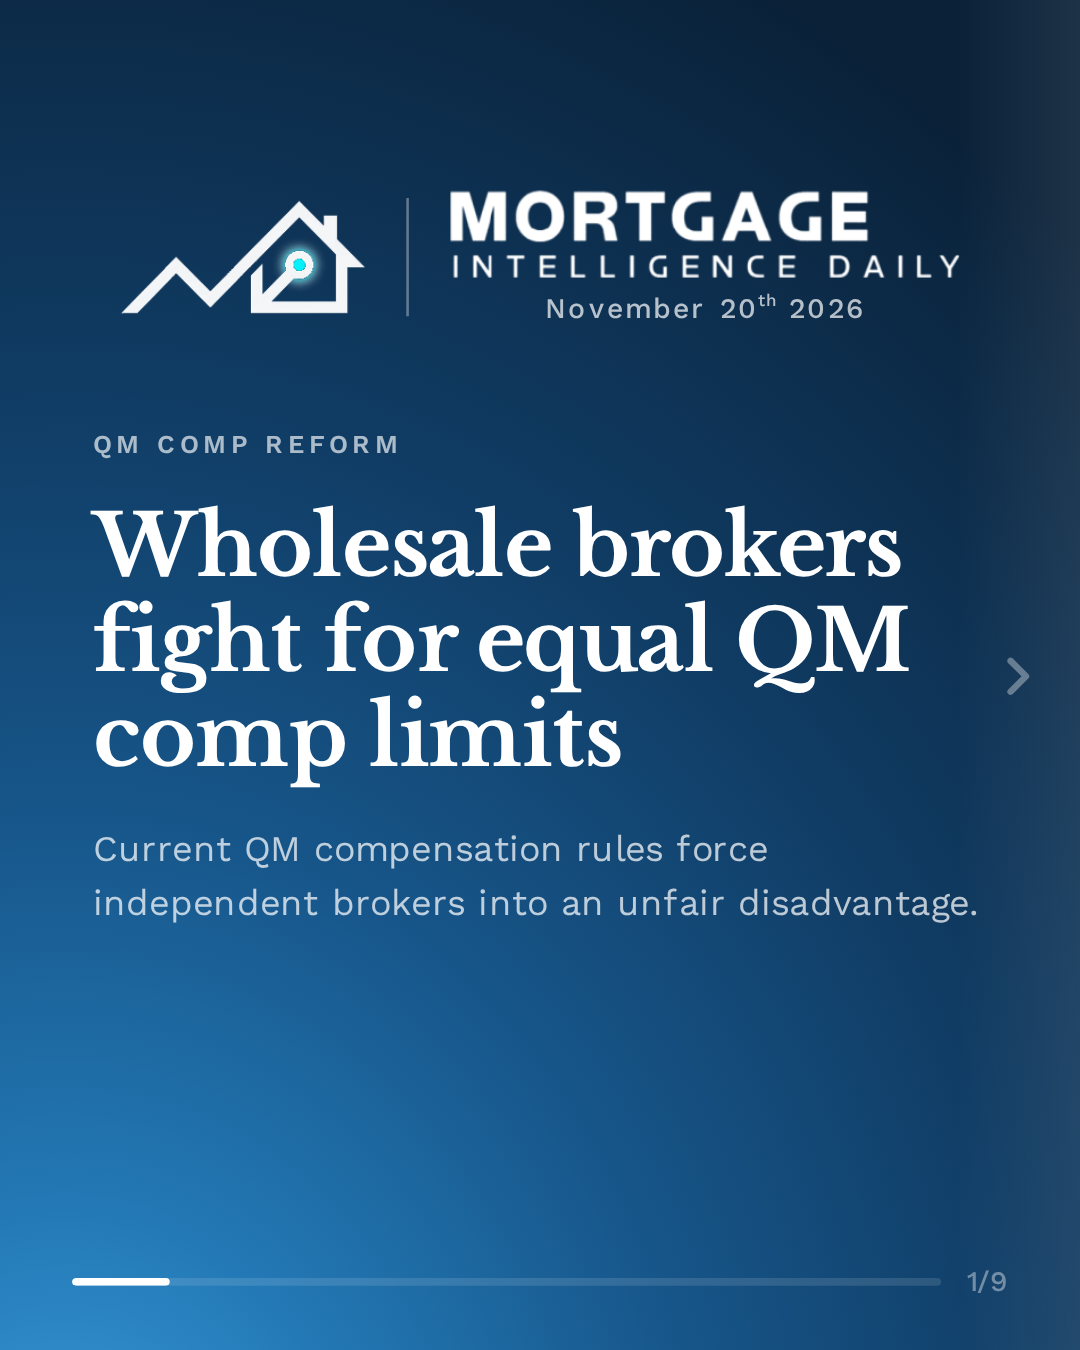 MORTGAGE
INTELLIGENCE DAILY
November 20th 2026
QM COMP REFORM
Wholesale brokers
fight for equal QM
comp limits
Current QM compensation rules force
independent brokers into an unfair disadvantage.
1/9